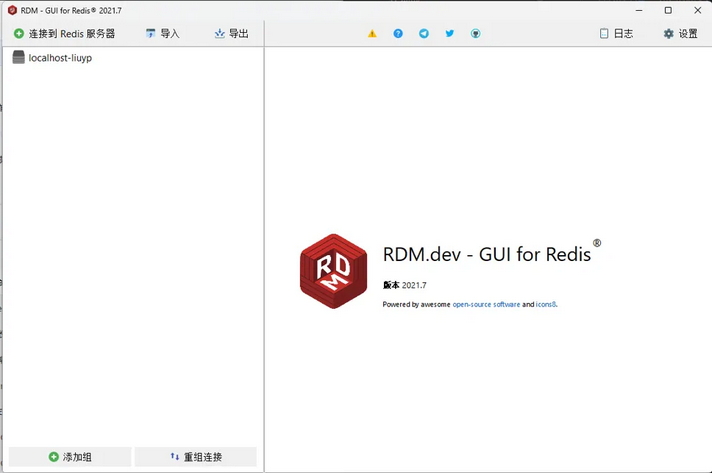 RDM - GUI for Redis® 2021.7
连接到 Redis 服务器 导入 导出 日志 设置
localhost-liuyp
RDM
RDM.dev - GUI for Redis®
版本 2021.7
Powered by awesome open-source software and icons8.
添加组 重组连接